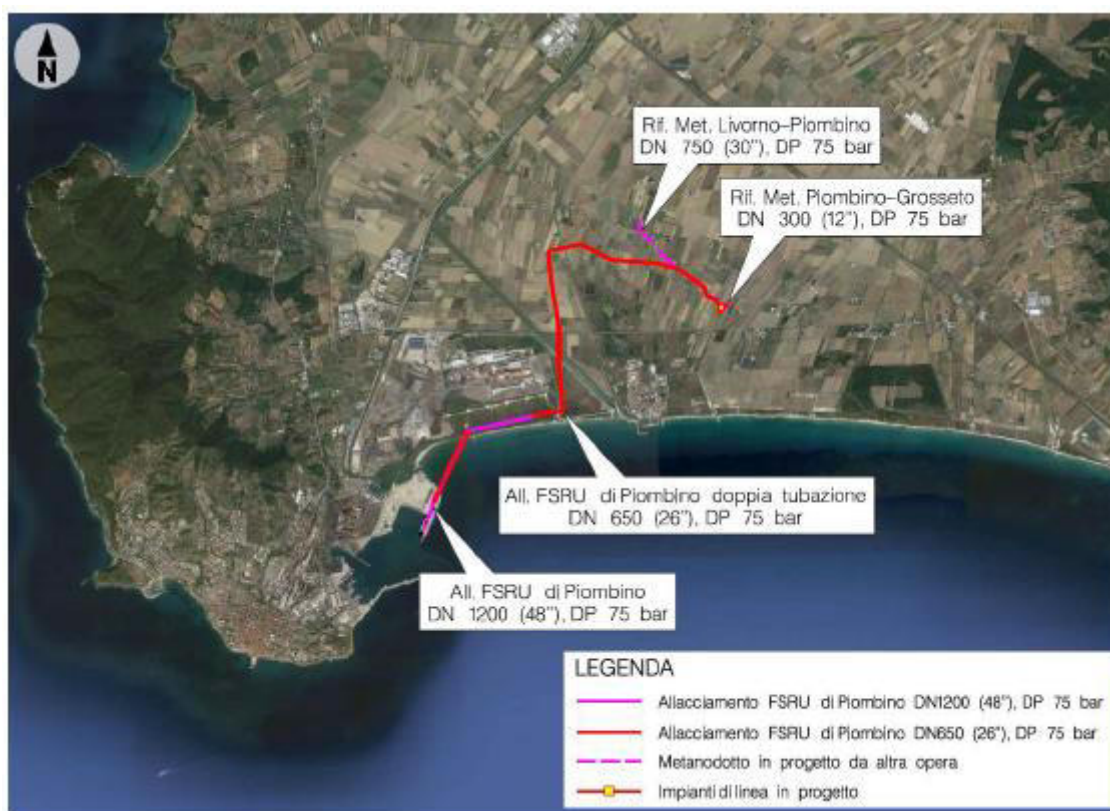 N
Rif. Met. Livorno-Piombino
DN 750 (30"), DP 75 bar
Rif. Met. Piombino-Grosseto
DN 300 (12"), DP 75 bar
All. FSRU di Piombino doppia tubazione
DN 650 (26"), DP 75 bar
All. FSRU di Piombino
DN 1200 (48"), DP 75 bar
LEGENDA
Allacciamento FSRU di Piombino DN1200 (48"), DP 75 bar
Allacciamento FSRU di Piombino DN650 (26"), DP 75 bar
Metanodotto in progetto da altra opera
Impianti di linea in progetto